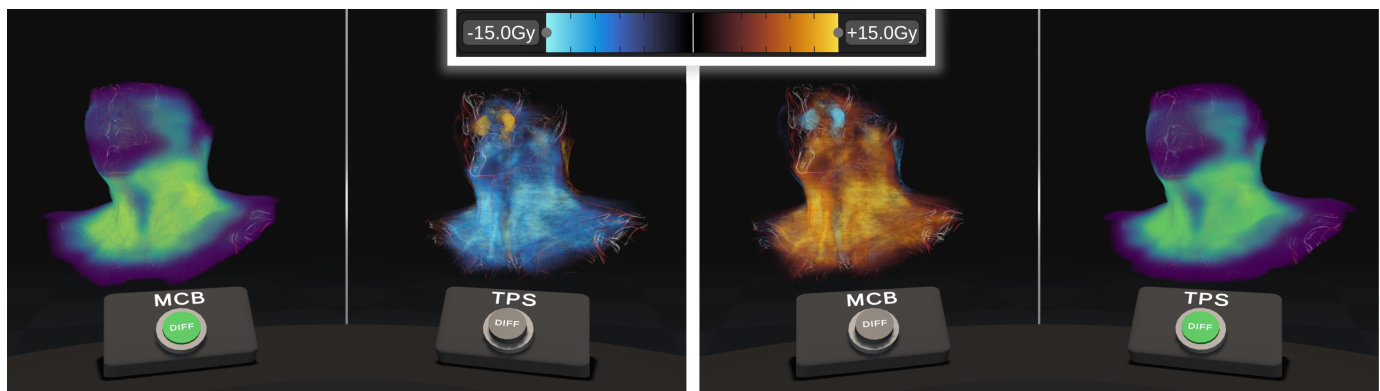 -15.0Gy +15.0Gy
MCB
DIFF
TPS
DIFF
MCB
DIFF
TPS
DIFF